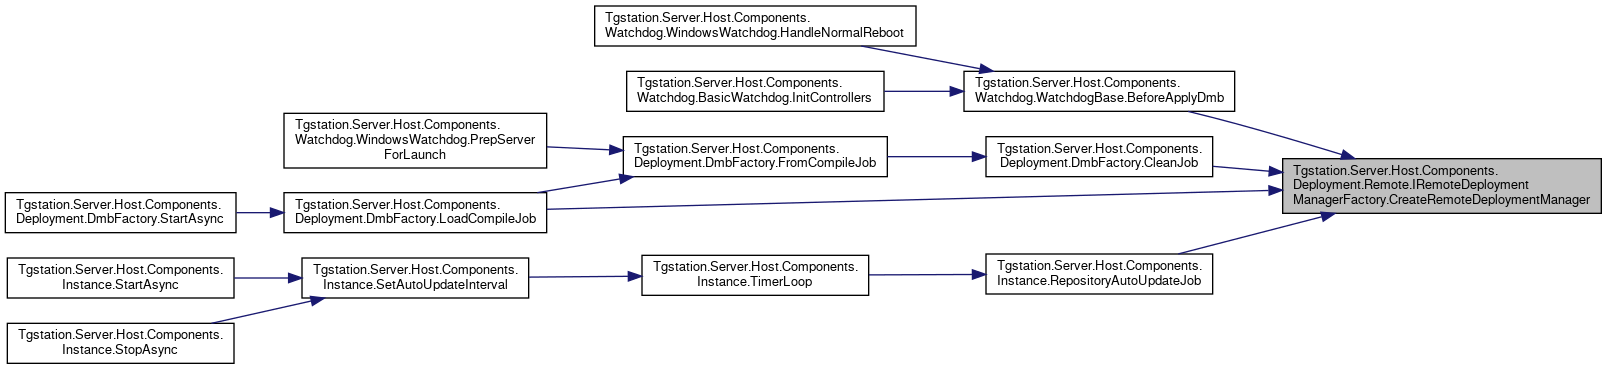 Tgstation.Server.Host.Components.
Watchdog.WindowsWatchdog.HandleNormalReboot
Tgstation.Server.Host.Components.
Watchdog.BasicWatchdog.InitControllers
Tgstation.Server.Host.Components.
Watchdog.WatchdogBase.BeforeApplyDmb
Tgstation.Server.Host.Components.
Watchdog.WindowsWatchdog.PrepServer
ForLaunch
Tgstation.Server.Host.Components.
Deployment.DmbFactory.FromCompileJob
Tgstation.Server.Host.Components.
Deployment.DmbFactory.CleanJob
Tgstation.Server.Host.Components.
Deployment.Remote.IRemoteDeployment
ManagerFactory.CreateRemoteDeploymentManager
Tgstation.Server.Host.Components.
Deployment.DmbFactory.StartAsync
Tgstation.Server.Host.Components.
Deployment.DmbFactory.LoadCompileJob
Tgstation.Server.Host.Components.
Instance.StartAsync
Tgstation.Server.Host.Components.
Instance.SetAutoUpdateInterval
Tgstation.Server.Host.Components.
Instance.TimerLoop
Tgstation.Server.Host.Components.
Instance.RepositoryAutoUpdateJob
Tgstation.Server.Host.Components.
Instance.StopAsync